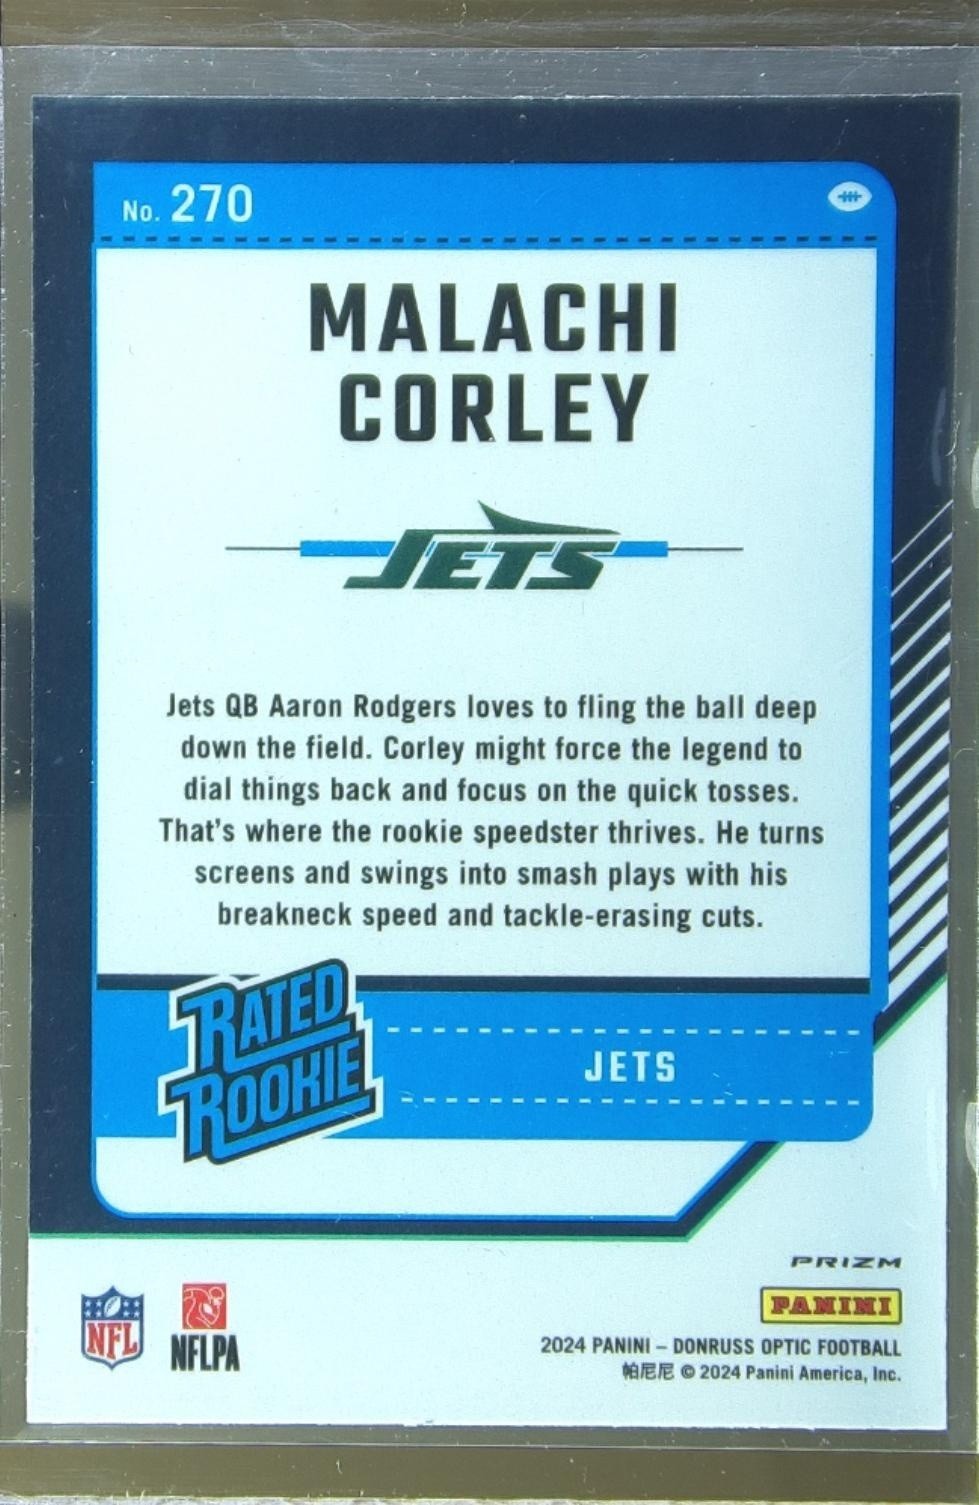 No. 270
MALACHI
CORLEY
JETS
Jets QB Aaron Rodgers loves to fling the ball deep
down the field. Corley might force the legend to
dial things back and focus on the quick tosses.
That's where the rookie speedster thrives. He turns
screens and swings into smash plays with his
breakneck speed and tackle-erasing cuts.
RATED
ROOKIE
JETS
PRIZM
PANINI
NFL
NFLPA
2024 PANINI – DONRUSS OPTIC FOOTBALL
帕尼尼 © 2024 Panini America, Inc.